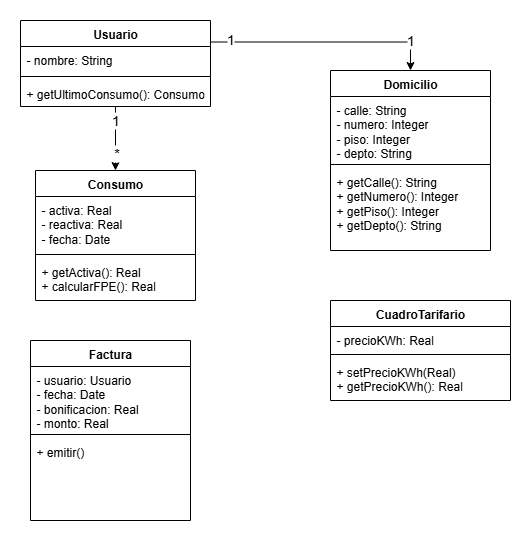 Usuario
- nombre: String
+ getUltimoConsumo(): Consumo
1
1
Domicilio
- calle: String
- numero: Integer
- piso: Integer
- depto: String
+ getCalle(): String
+ getNumero(): Integer
+ getPiso(): Integer
+ getDepto(): String
1
*
Consumo
- activa: Real
- reactiva: Real
- fecha: Date
+ getActiva(): Real
+ calcularFPE(): Real
CuadroTarifario
- precioKWh: Real
+ setPrecioKWh(Real)
+ getPrecioKWh(): Real
Factura
- usuario: Usuario
- fecha: Date
- bonificacion: Real
- monto: Real
+ emitir()